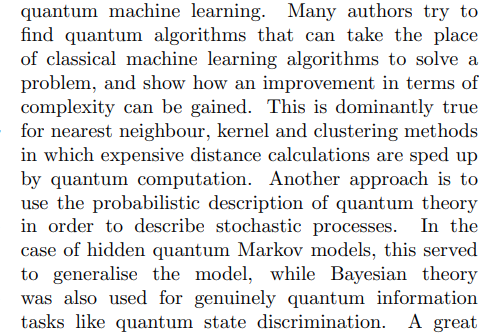 quantum machine learning. Many authors try to
find quantum algorithms that can take the place
of classical machine learning algorithms to solve a
problem, and show how an improvement in terms of
complexity can be gained. This is dominantly true
for nearest neighbour, kernel and clustering methods
in which expensive distance calculations are sped up
by quantum computation. Another approach is to
use the probabilistic description of quantum theory
in order to describe stochastic processes. In the
case of hidden quantum Markov models, this served
to generalise the model, while Bayesian theory
was also used for genuinely quantum information
tasks like quantum state discrimination. A great